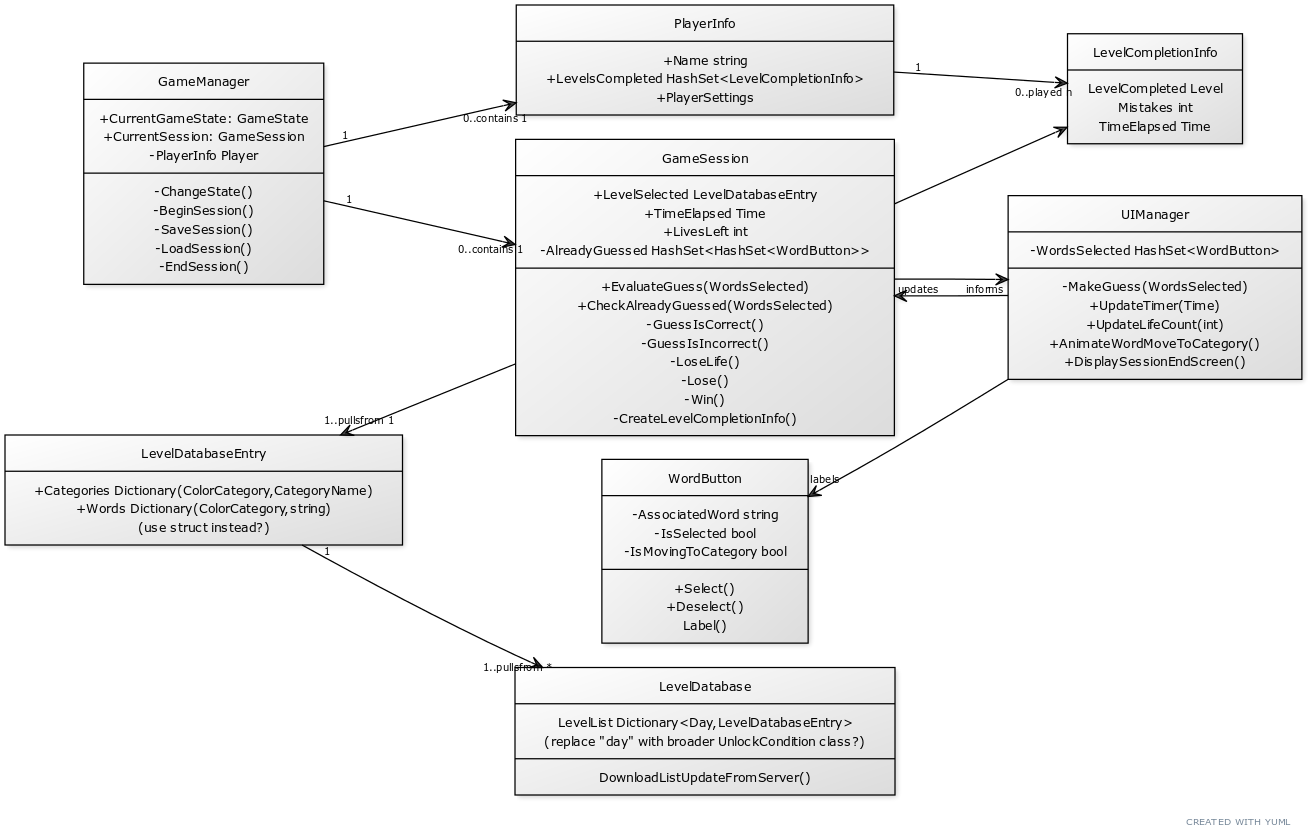 PlayerInfo
+Name string
+LevelsCompleted HashSet<LevelCompletionInfo>
+PlayerSettings
LevelCompletionInfo
LevelCompleted Level
Mistakes int
TimeElapsed Time
GameManager
+CurrentGameState: GameState
+CurrentSession: GameSession
-PlayerInfo Player
-ChangeState()
-BeginSession()
-SaveSession()
-LoadSession()
-EndSession()
1
0..contains 1
1
0..contains 1
1
0..played n
GameSession
+LevelSelected LevelDatabaseEntry
+TimeElapsed Time
+LivesLeft int
-AlreadyGuessed HashSet<HashSet<WordButton>>
+EvaluateGuess(WordsSelected)
+CheckAlreadyGuessed(WordsSelected)
-GuessIsCorrect()
-GuessIsIncorrect()
-LoseLife()
-Lose()
-Win()
-CreateLevelCompletionInfo()
updates
informs
UIManager
-WordsSelected HashSet<WordButton>
-MakeGuess(WordsSelected)
+UpdateTimer(Time)
+UpdateLifeCount(int)
+AnimateWordMoveToCategory()
+DisplaySessionEndScreen()
1..pullsfrom 1
LevelDatabaseEntry
+Categories Dictionary(ColorCategory,CategoryName)
+Words Dictionary(ColorCategory,string)
(use struct instead?)
labels
WordButton
-AssociatedWord string
-IsSelected bool
-IsMovingToCategory bool
+Select()
+Deselect()
Label()
1
1..pullsfrom *
LevelDatabase
LevelList Dictionary<Day,LevelDatabaseEntry>
(replace "day" with broader UnlockCondition class?)
DownloadListUpdateFromServer()
CREATED WITH YUML